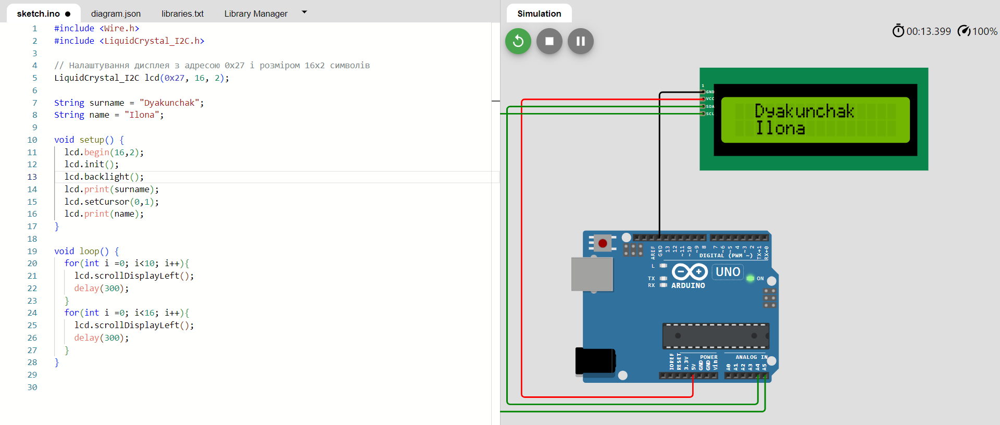 sketch.ino ● diagram.json libraries.txt Library Manager
1 #include <Wire.h>
2 #include <LiquidCrystal_I2C.h>
3
4 // Налаштування дисплея з адресою 0x27 і розміром 16x2 символів
5 LiquidCrystal_I2C lcd(0x27, 16, 2);
6
7 String surname = "Dyakunchak";
8 String name = "Ilona";
9
10 void setup() {
11 lcd.begin(16,2);
12 lcd.init();
13 lcd.backlight();
14 lcd.print(surname);
15 lcd.setCursor(0,1);
16 lcd.print(name);
17 }
18
19 void loop() {
20 for(int i =0; i<10; i++){
21 lcd.scrollDisplayLeft();
22 delay(300);
23 }
24 for(int i =0; i<16; i++){
25 lcd.scrollDisplayLeft();
26 delay(300);
27 }
28 }
29
30
Simulation
00:13.399 100%
1
GND
VCC
SDA
SCL
Dyakunchak
Ilona
AREF GND 13 12 ~11 ~10 ~9 8 7 ~6 ~5 4 ~3 2 TX→1 RX←0
DIGITAL (PWM ~)
L
TX
RX
ARDUINO
UNO
ON
POWER
ANALOG IN
IOREF RESET 3.3V 5V GND GND Vin A0 A1 A2 A3 A4 A5